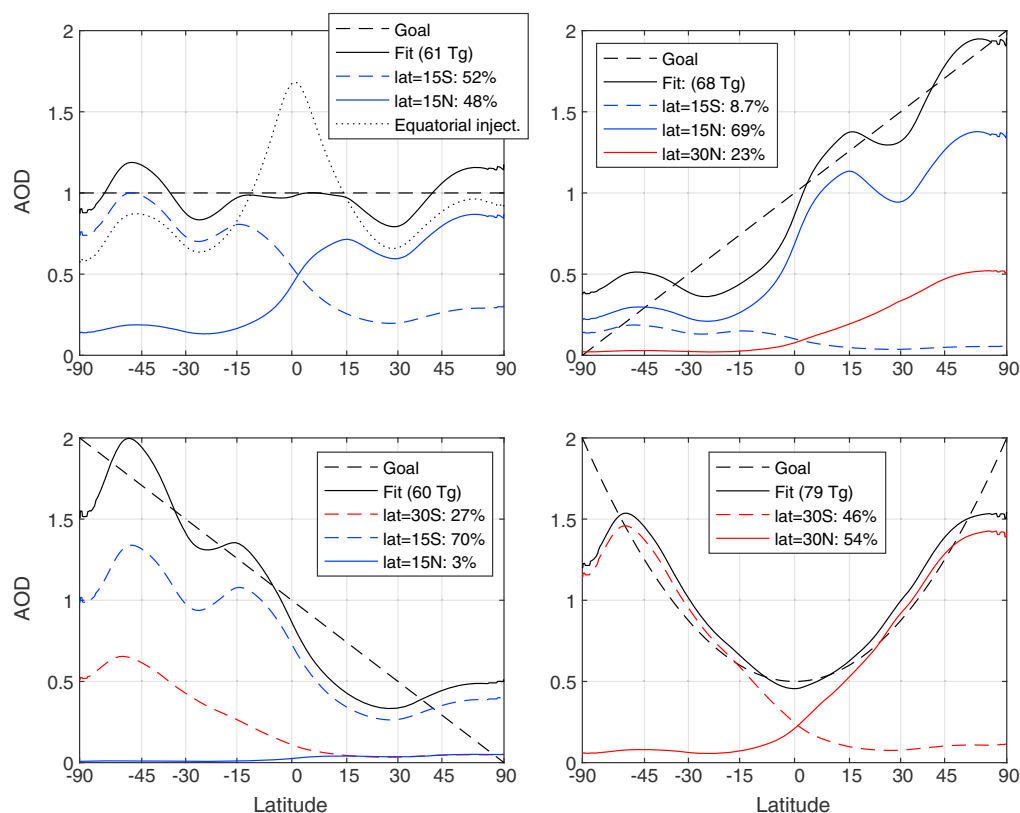 Goal
Fit (61 Tg)
lat=15S: 52%
lat=15N: 48%
Equatorial inject.
AOD
2
1.5
1
0.5
0
-90 -45 -30 -15 0 15 30 45 90
Goal
Fit: (68 Tg)
lat=15S: 8.7%
lat=15N: 69%
lat=30N: 23%
2
1.5
1
0.5
0
-90 -45 -30 -15 0 15 30 45 90
Goal
Fit (60 Tg)
lat=30S: 27%
lat=15S: 70%
lat=15N: 3%
AOD
2
1.5
1
0.5
0
-90 -45 -30 -15 0 15 30 45 90
Latitude
Goal
Fit (79 Tg)
lat=30S: 46%
lat=30N: 54%
2
1.5
1
0.5
0
-90 -45 -30 -15 0 15 30 45 90
Latitude